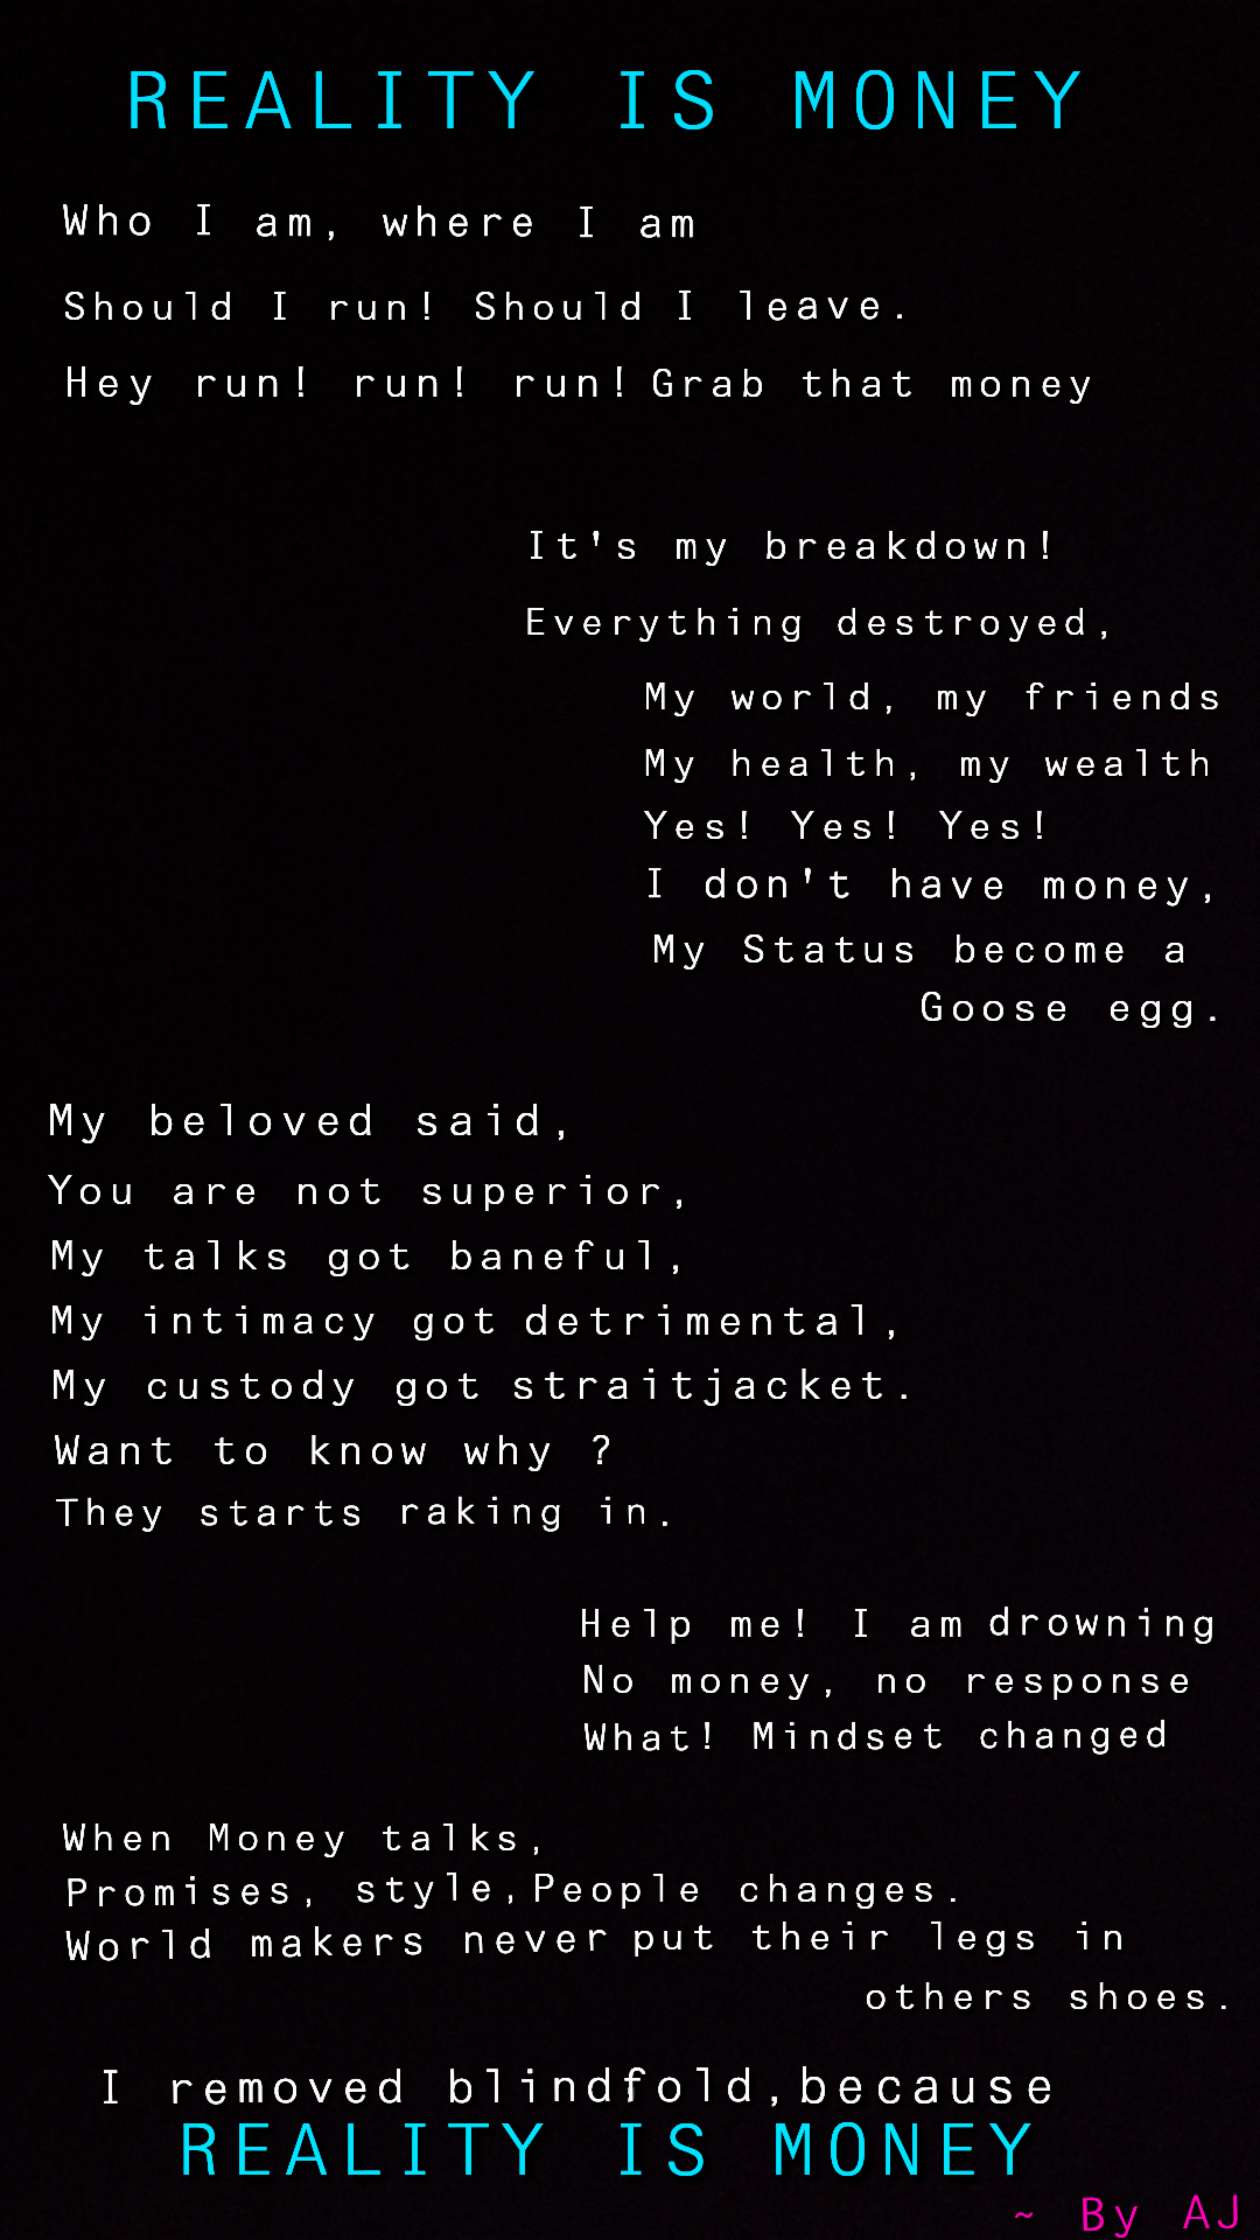 REALITY IS MONEY
Who I am, where I am
Should I run! Should I leave.
Hey run! run! run! Grab that money
It's my breakdown!
Everything destroyed,
My world, my friends
My health, my wealth
Yes! Yes! Yes!
I don't have money,
My Status become a
Goose egg.
My beloved said,
You are not superior,
My talks got baneful,
My intimacy got detrimental,
My custody got straitjacket.
Want to know why ?
They starts raking in.
Help me! I am drowning
No money, no response
What! Mindset changed
When Money talks,
Promises, style,People changes.
World makers never put their legs in
others shoes.
I removed blindfold,because
REALITY IS MONEY
~ By AJ